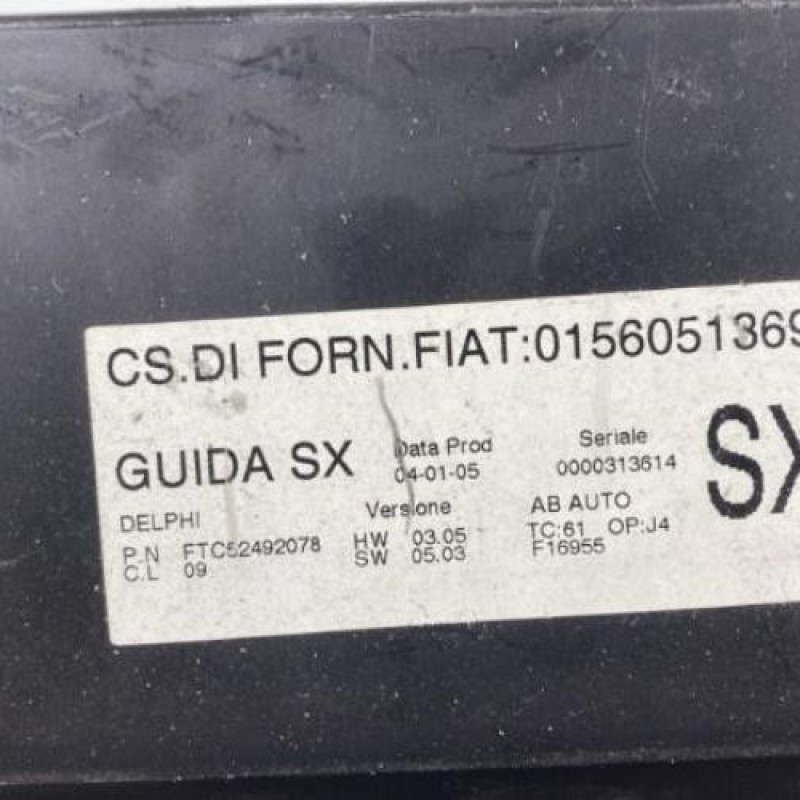 CS.DI FORN.FIAT:0156051369
GUIDA SX
Data Prod
04-01-05
Seriale
0000313614
SX
DELPHI
P.N FTC52492078
C.L 09
Versione
HW 03.05
SW 05.03
AB AUTO
TC:61 OP:J4
F16955